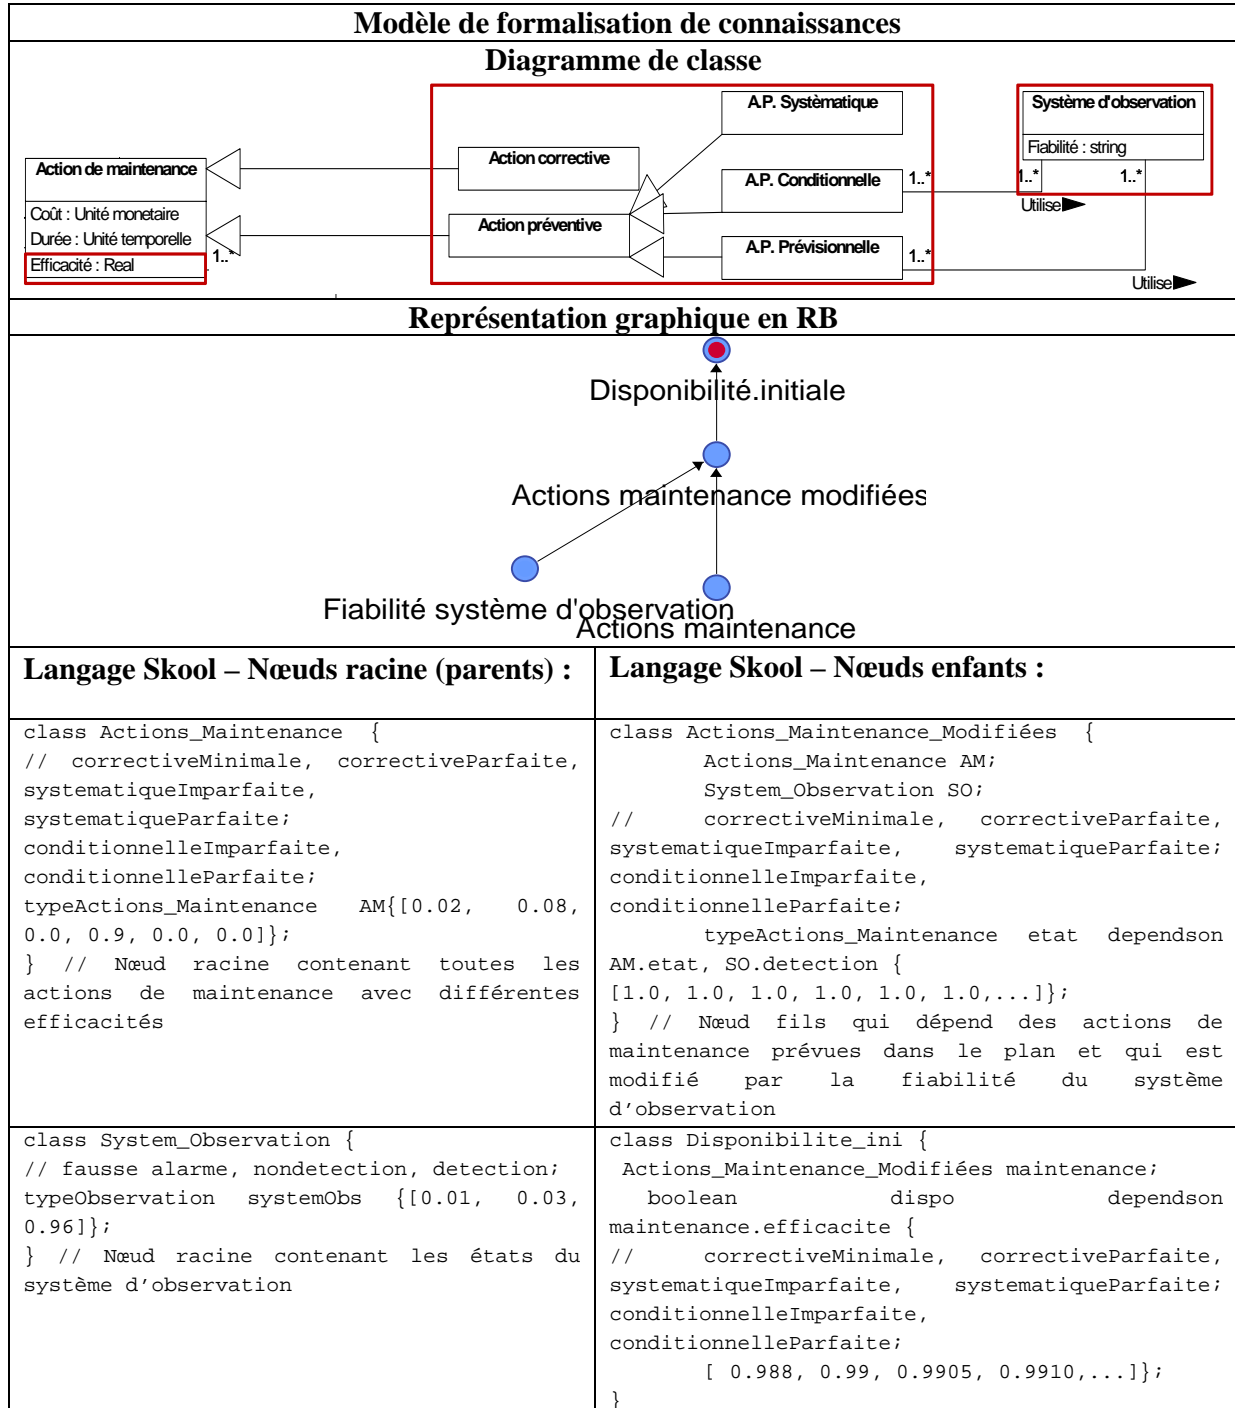 Modèle de formalisation de connaissances
Diagramme de classe
A.P. Systèmatique
Système d'observation
Fiabilité : string
Action corrective
Action de maintenance
A.P. Conditionnelle
1..*
1..*
1..*
Utilise
Coût : Unité monetaire
Durée : Unité temporelle
Efficacité : Real
1..*
Action préventive
A.P. Prévisionnelle
1..*
Utilise
Représentation graphique en RB
Disponibilité.initiale
Actions maintenance modifiées
Fiabilité système d'observation
Actions maintenance
Langage Skool – Nœuds racine (parents) :
class Actions_Maintenance {
// correctiveMinimale, correctiveParfaite,
systematiqueImparfaite,
systematiqueParfaite;
conditionnelleImparfaite,
conditionnelleParfaite;
typeActions_Maintenance AM{[0.02, 0.08,
0.0, 0.9, 0.0, 0.0]};
} // Nœud racine contenant toutes les
actions de maintenance avec différentes
efficacités
Langage Skool – Nœuds enfants :
class Actions_Maintenance_Modifiées {
Actions_Maintenance AM;
System_Observation SO;
// correctiveMinimale, correctiveParfaite,
systematiqueImparfaite, systematiqueParfaite;
conditionnelleImparfaite,
conditionnelleParfaite;
typeActions_Maintenance etat dependson
AM.etat, SO.detection {
[1.0, 1.0, 1.0, 1.0, 1.0, 1.0,...]};
} // Nœud fils qui dépend des actions de
maintenance prévues dans le plan et qui est
modifié par la fiabilité du système
d'observation
class System_Observation {
// fausse alarme, nondetection, detection;
typeObservation systemObs {[0.01, 0.03,
0.96]};
} // Nœud racine contenant les états du
système d'observation
class Disponibilite_ini {
Actions_Maintenance_Modifiées maintenance;
boolean dispo dependson
maintenance.efficacite {
// correctiveMinimale, correctiveParfaite,
systematiqueImparfaite, systematiqueParfaite;
conditionnelleImparfaite,
conditionnelleParfaite;
[ 0.988, 0.99, 0.9905, 0.9910,...]};
}